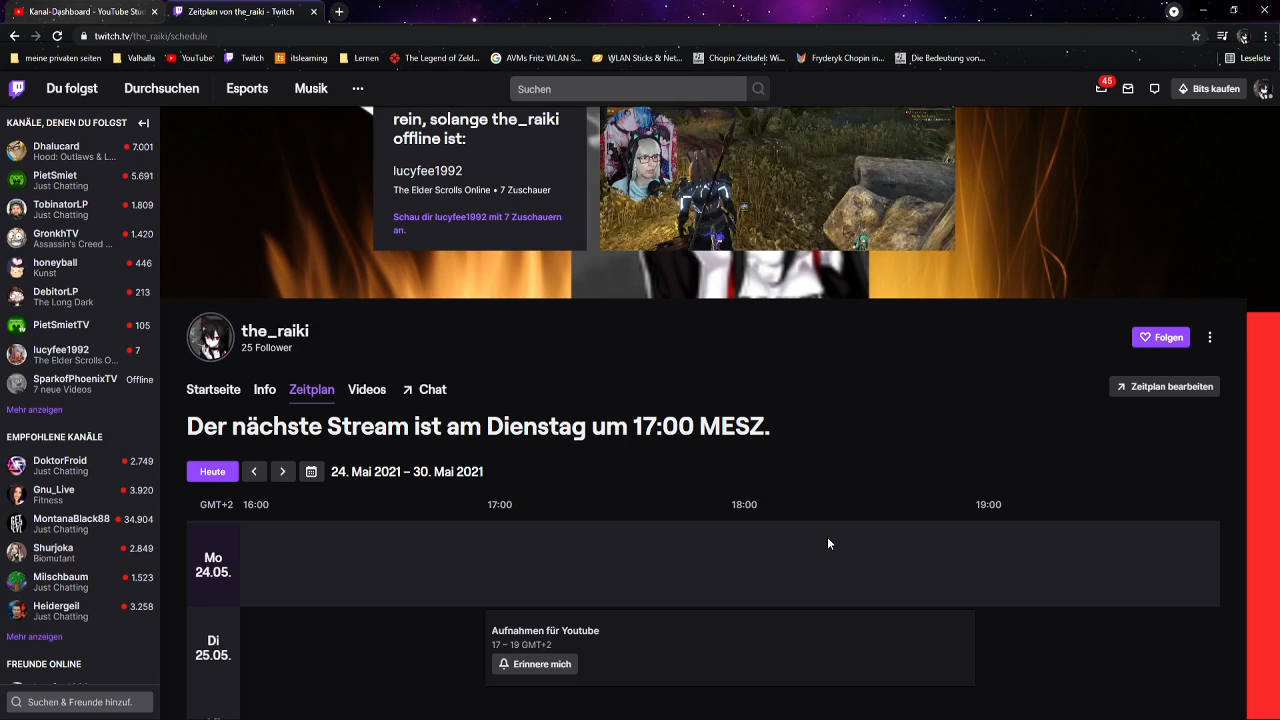 Kanal-Dashboard - YouTube Stu
Zeitplan von the_raiki - Twitch
twitch.tv/the_raiki/schedule
meine privaten seiten
Valhalla
YouTube
Twitch
itslearning
Lernen
The Legend of Zeld...
AVMs Fritz WLAN S...
WLAN Sticks & Net...
Chopin Zeittafel: Wi...
Fryderyk Chopin in...
Die Bedeutung von...
Leseliste
Du folgst
Durchsuchen
Esports
Musik
Suchen
45
Bits kaufen
KANÄLE, DENEN DU FOLGST
Dhalucard
7.001
Hood: Outlaws & L...
PietSmiet
5.691
Just Chatting
TobinatorLP
1.809
Just Chatting
GronkhTV
1.420
Assassin's Creed ...
honeyball
446
Kunst
DebitorLP
213
The Long Dark
PietSmietTV
105
lucyfee1992
7
The Elder Scrolls O...
SparkofPhoenixTV
Offline
7 neue Videos
Mehr anzeigen
EMPFOHLENE KANÄLE
DoktorFroid
2.749
Just Chatting
Gnu_Live
3.920
Fitness
MontanaBlack88
34.904
Just Chatting
Shurjoka
2.849
Biomutant
Milschbaum
1.523
Just Chatting
Heidergeil
3.258
Just Chatting
Mehr anzeigen
FREUNDE ONLINE
Suchen & Freunde hinzuf.
rein, solange the_raiki
offline ist:
lucyfee1992
The Elder Scrolls Online • 7 Zuschauer
Schau dir lucyfee1992 mit 7 Zuschauern
an.
the_raiki
25 Follower
Folgen
Startseite
Info
Zeitplan
Videos
Chat
Zeitplan bearbeiten
Der nächste Stream ist am Dienstag um 17:00 MESZ.
Heute
24. Mai 2021 – 30. Mai 2021
GMT+2
16:00
17:00
18:00
19:00
Mo
24.05.
Di
25.05.
Aufnahmen für Youtube
17 – 19 GMT+2
Erinnere mich